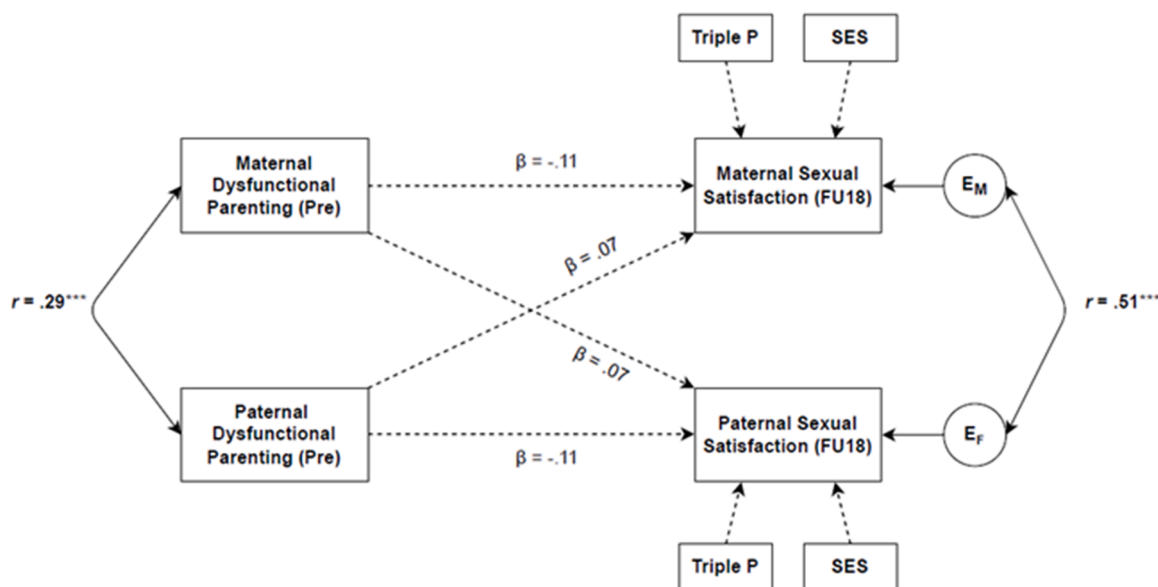 Triple P
SES
Maternal
Dysfunctional
Parenting (Pre)
β = -.11
Maternal Sexual
Satisfaction (FU18)
E_M
β = .07
r = .29***
r = .51***
β = .07
Paternal
Dysfunctional
Parenting (Pre)
β = -.11
Paternal Sexual
Satisfaction (FU18)
E_F
Triple P
SES